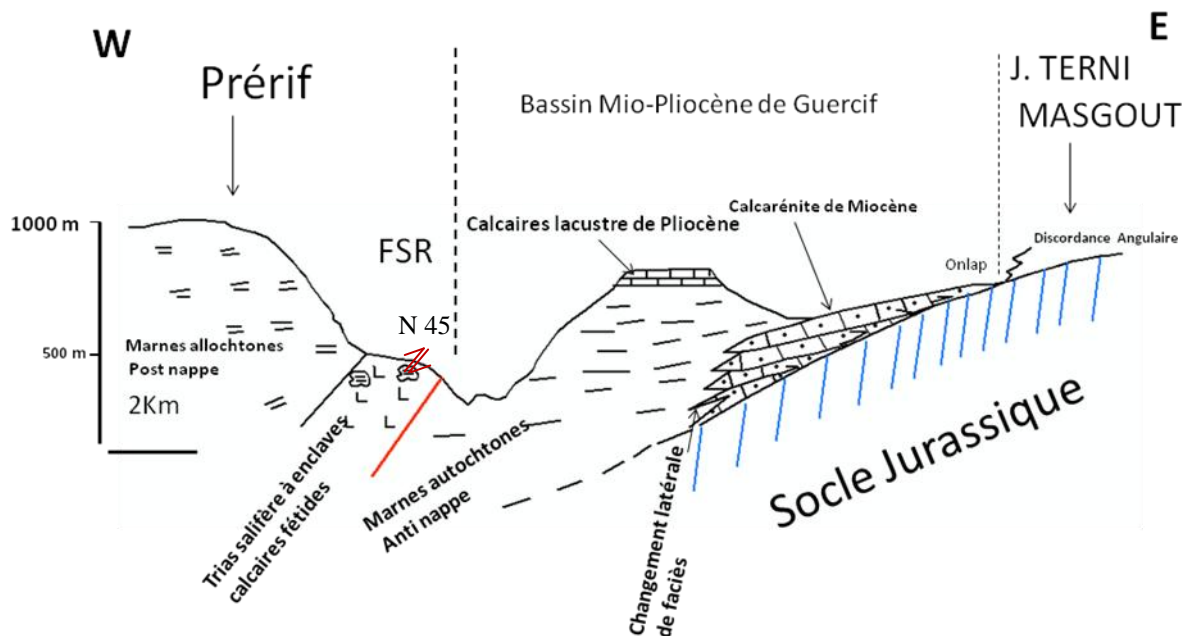 W
E
Prérif
Bassin Mio-Pliocène de Guercif
J. TERNI
MASGOUT
1000 m
FSR
Calcaires lacustre de Pliocène
Calcarénite de Miocène
Discordance Angulaire
Onlap
N 45
500 m
Marnes allochtones
Post nappe
2Km
Trias salifère à enclaves
calcaires fétides
Marnes autochtones
Anti nappe
Changement latérale
de faciès
Socle Jurassique